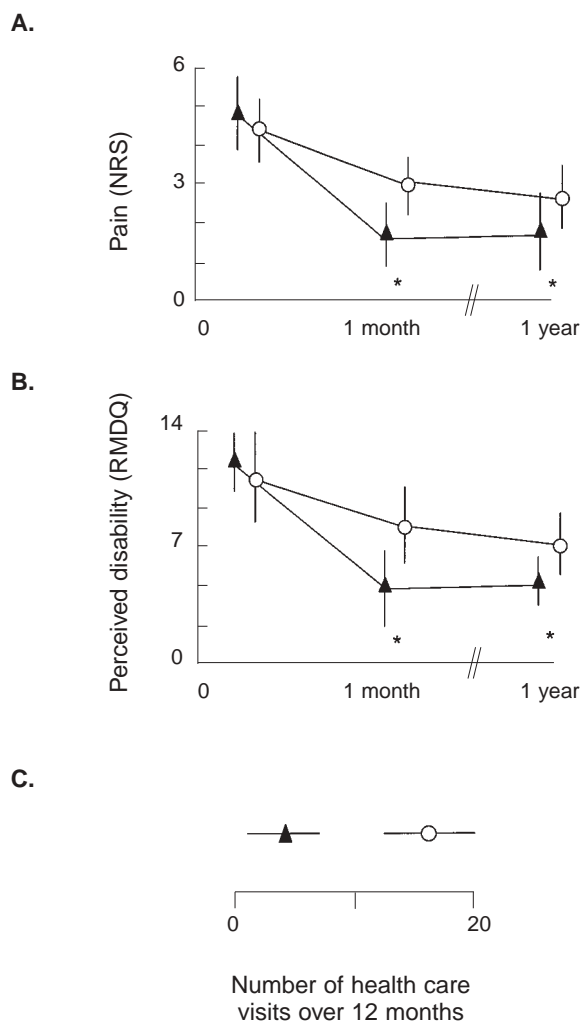 A.
6
3
0
Pain (NRS)
* *
0 1 month 1 year
B.
14
7
0
Perceived disability (RMDQ)
* *
0 1 month 1 year
C.
0 20
Number of health care
visits over 12 months